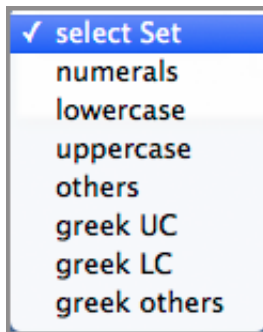 ✓ select Set
numerals
lowercase
uppercase
others
greek UC
greek LC
greek others